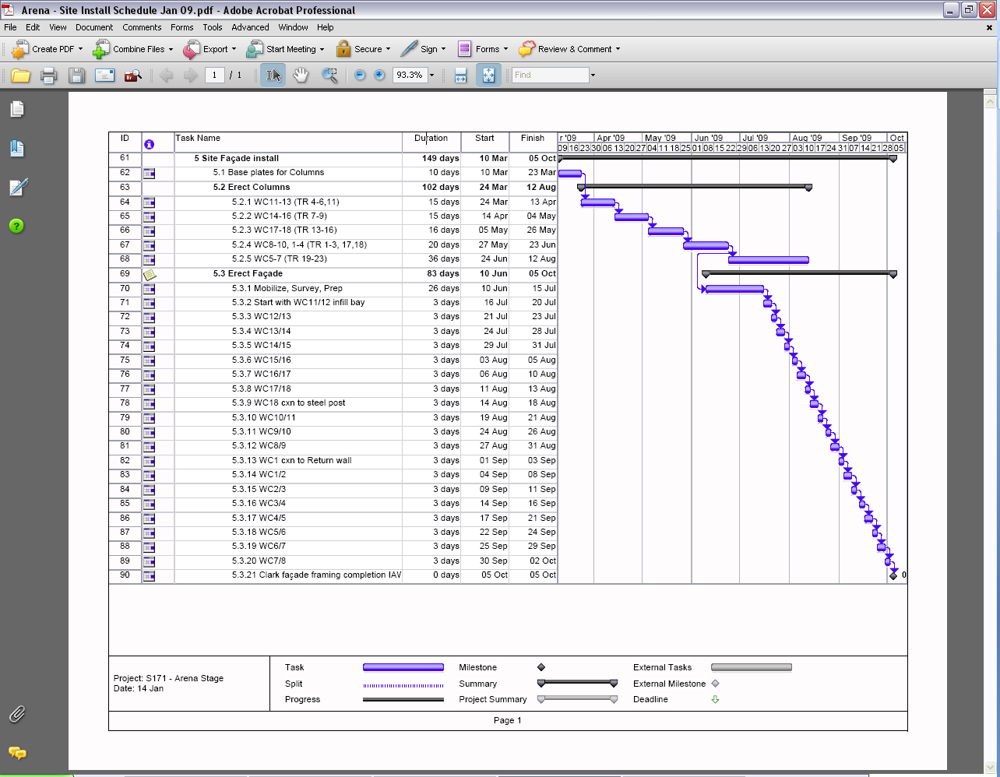 Arena - Site Install Schedule Jan 09.pdf - Adobe Acrobat Professional
File Edit View Document Comments Forms Tools Advanced Window Help
Create PDF Combine Files Export Start Meeting Secure Sign Forms Review & Comment
1 / 1 93.3% Find
ID Task Name Duration Start Finish r '09 Apr '09 May '09 Jun '09 Jul '09 Aug '09 Sep '09 Oct
09 16 23 30 06 13 20 27 04 11 18 25 01 08 15 22 29 06 13 20 27 03 10 17 24 31 07 14 21 28 05
61 5 Site Façade install 149 days 10 Mar 05 Oct
62 5.1 Base plates for Columns 10 days 10 Mar 23 Mar
63 5.2 Erect Columns 102 days 24 Mar 12 Aug
64 5.2.1 WC11-13 (TR 4-6,11) 15 days 24 Mar 13 Apr
65 5.2.2 WC14-16 (TR 7-9) 15 days 14 Apr 04 May
66 5.2.3 WC17-18 (TR 13-16) 16 days 05 May 26 May
67 5.2.4 WC8-10, 1-4 (TR 1-3, 17,18) 20 days 27 May 23 Jun
68 5.2.5 WC5-7 (TR 19-23) 36 days 24 Jun 12 Aug
69 5.3 Erect Façade 83 days 10 Jun 05 Oct
70 5.3.1 Mobilize, Survey, Prep 26 days 10 Jun 15 Jul
71 5.3.2 Start with WC11/12 infill bay 3 days 16 Jul 20 Jul
72 5.3.3 WC12/13 3 days 21 Jul 23 Jul
73 5.3.4 WC13/14 3 days 24 Jul 28 Jul
74 5.3.5 WC14/15 3 days 29 Jul 31 Jul
75 5.3.6 WC15/16 3 days 03 Aug 05 Aug
76 5.3.7 WC16/17 3 days 06 Aug 10 Aug
77 5.3.8 WC17/18 3 days 11 Aug 13 Aug
78 5.3.9 WC18 cxn to steel post 3 days 14 Aug 18 Aug
79 5.3.10 WC10/11 3 days 19 Aug 21 Aug
80 5.3.11 WC9/10 3 days 24 Aug 26 Aug
81 5.3.12 WC8/9 3 days 27 Aug 31 Aug
82 5.3.13 WC1 cxn to Return wall 3 days 01 Sep 03 Sep
83 5.3.14 WC1/2 3 days 04 Sep 08 Sep
84 5.3.15 WC2/3 3 days 09 Sep 11 Sep
85 5.3.16 WC3/4 3 days 14 Sep 16 Sep
86 5.3.17 WC4/5 3 days 17 Sep 21 Sep
87 5.3.18 WC5/6 3 days 22 Sep 24 Sep
88 5.3.19 WC6/7 3 days 25 Sep 29 Sep
89 5.3.20 WC7/8 3 days 30 Sep 02 Oct
90 5.3.21 Clark façade framing completion IAW 0 days 05 Oct 05 Oct 0
Project: S171 - Arena Stage
Date: 14 Jan
Task Milestone External Tasks
Split Summary External Milestone
Progress Project Summary Deadline
Page 1